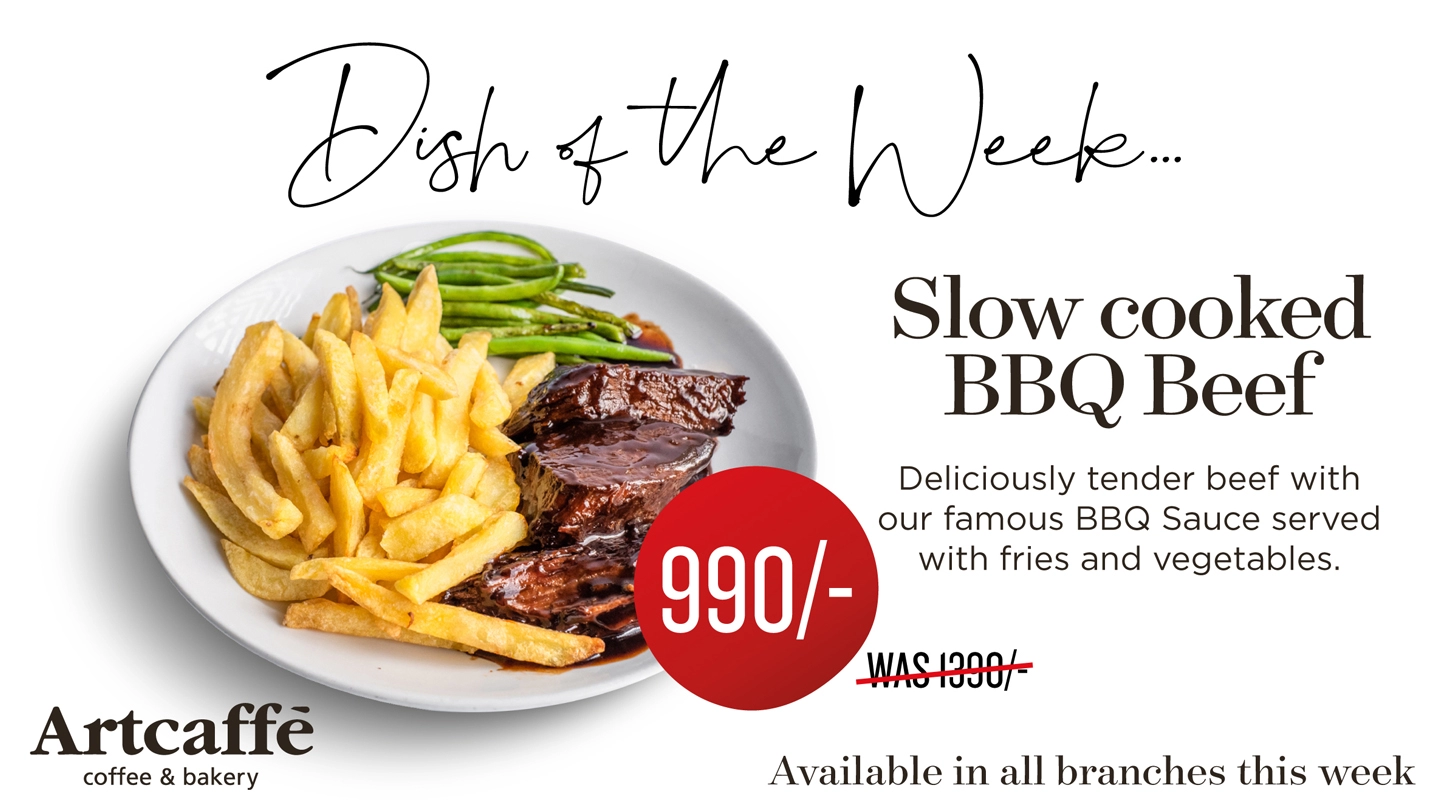 Dish of the Week...
Slow cooked
BBQ Beef
Deliciously tender beef with
our famous BBQ Sauce served
with fries and vegetables.
990/-
WAS 1390/-
Artcaffē
coffee & bakery
Available in all branches this week